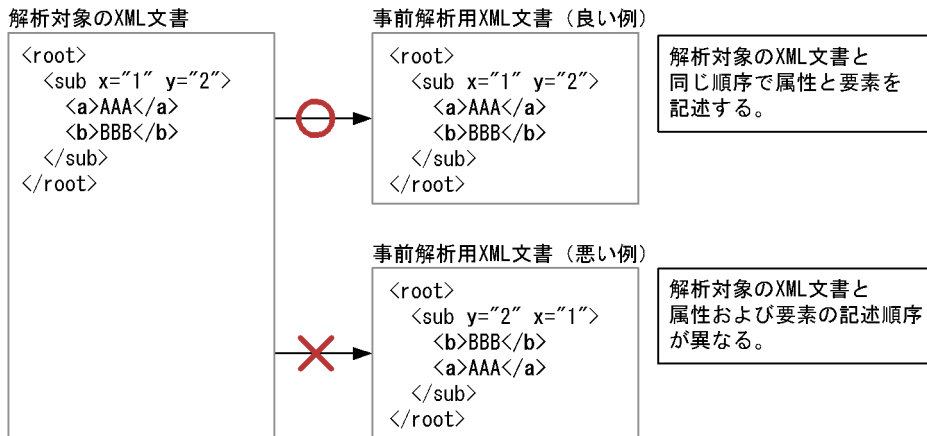 解析対象のXML文書
<root>
  <sub x="1" y="2">
    <a>AAA</a>
    <b>BBB</b>
  </sub>
</root>
事前解析用XML文書（良い例）
<root>
  <sub x="1" y="2">
    <a>AAA</a>
    <b>BBB</b>
  </sub>
</root>
解析対象のXML文書と
同じ順序で属性と要素を
記述する。
事前解析用XML文書（悪い例）
<root>
  <sub y="2" x="1">
    <b>BBB</b>
    <a>AAA</a>
  </sub>
</root>
解析対象のXML文書と
属性および要素の記述順序
が異なる。